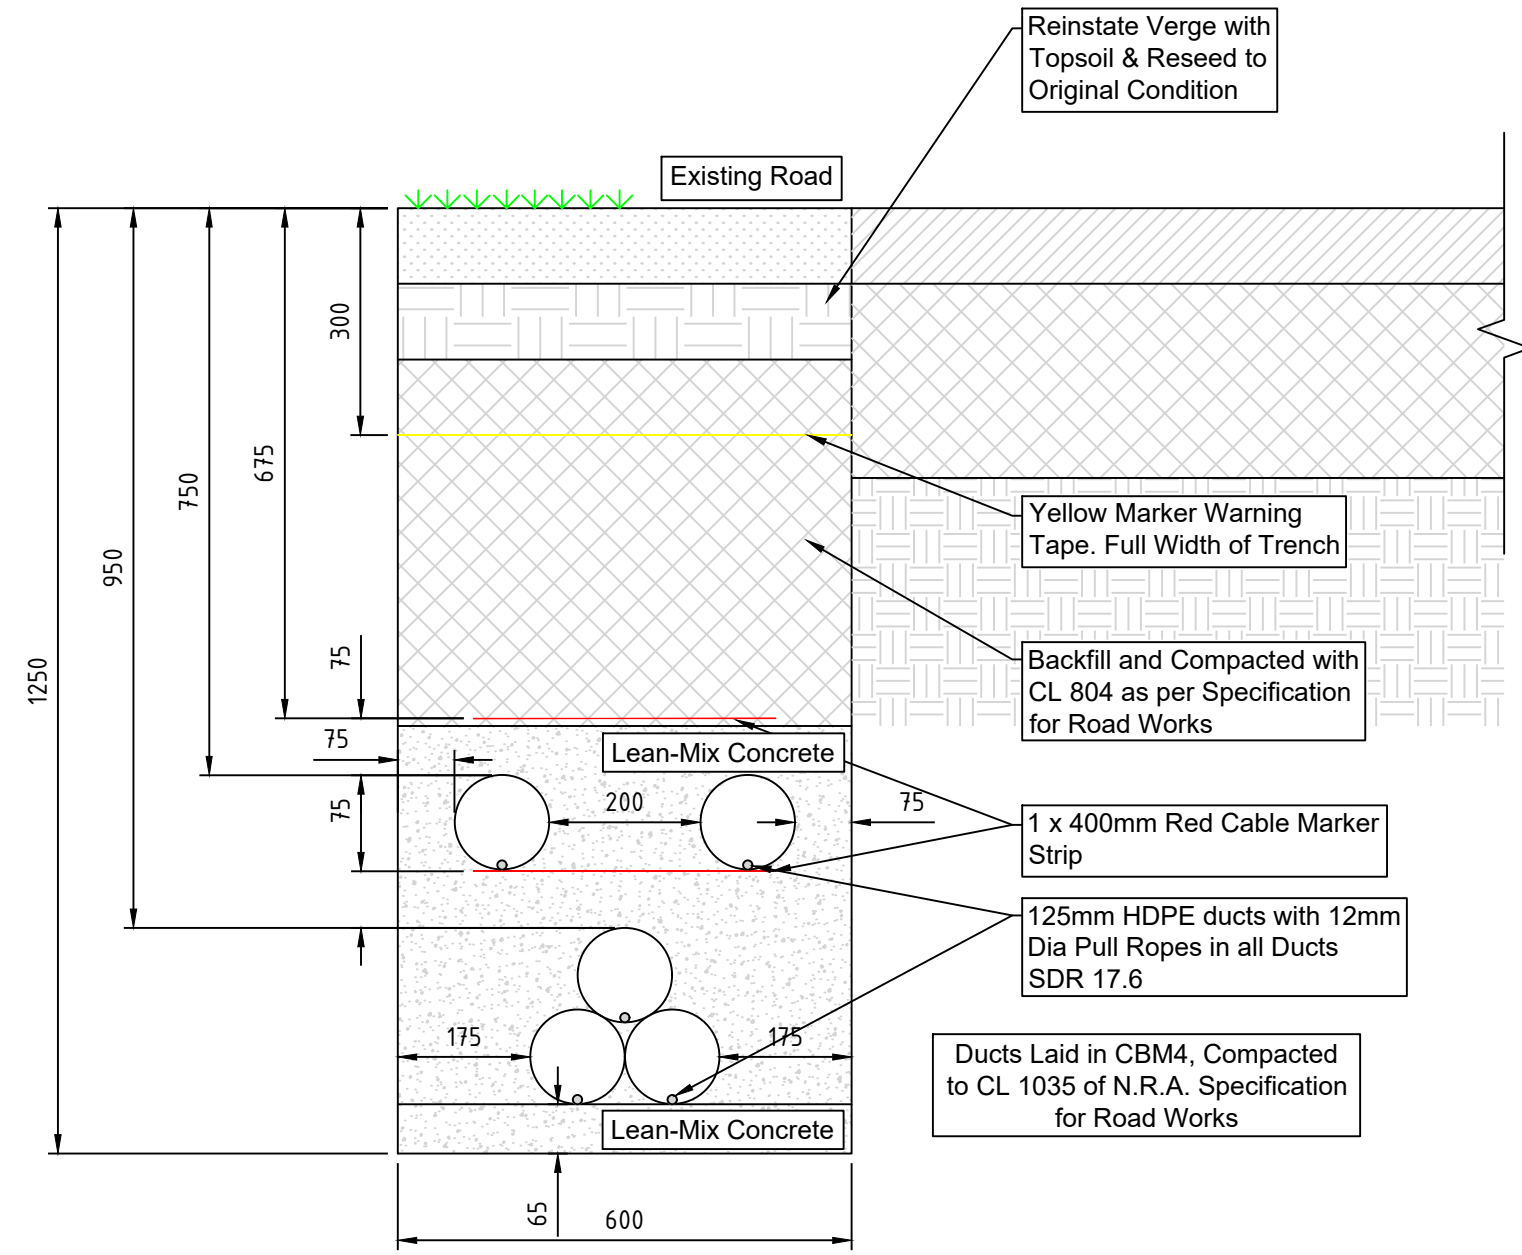 Reinstate Verge with
Topsoil & Reseed to
Original Condition
Existing Road
300
675
750
950
1250
75
75
75
Yellow Marker Warning
Tape. Full Width of Trench
Backfill and Compacted with
CL 804 as per Specification
for Road Works
Lean-Mix Concrete
200
75
1 x 400mm Red Cable Marker
Strip
125mm HDPE ducts with 12mm
Dia Pull Ropes in all Ducts
SDR 17.6
175
175
Ducts Laid in CBM4, Compacted
to CL 1035 of N.R.A. Specification
for Road Works
Lean-Mix Concrete
65
600